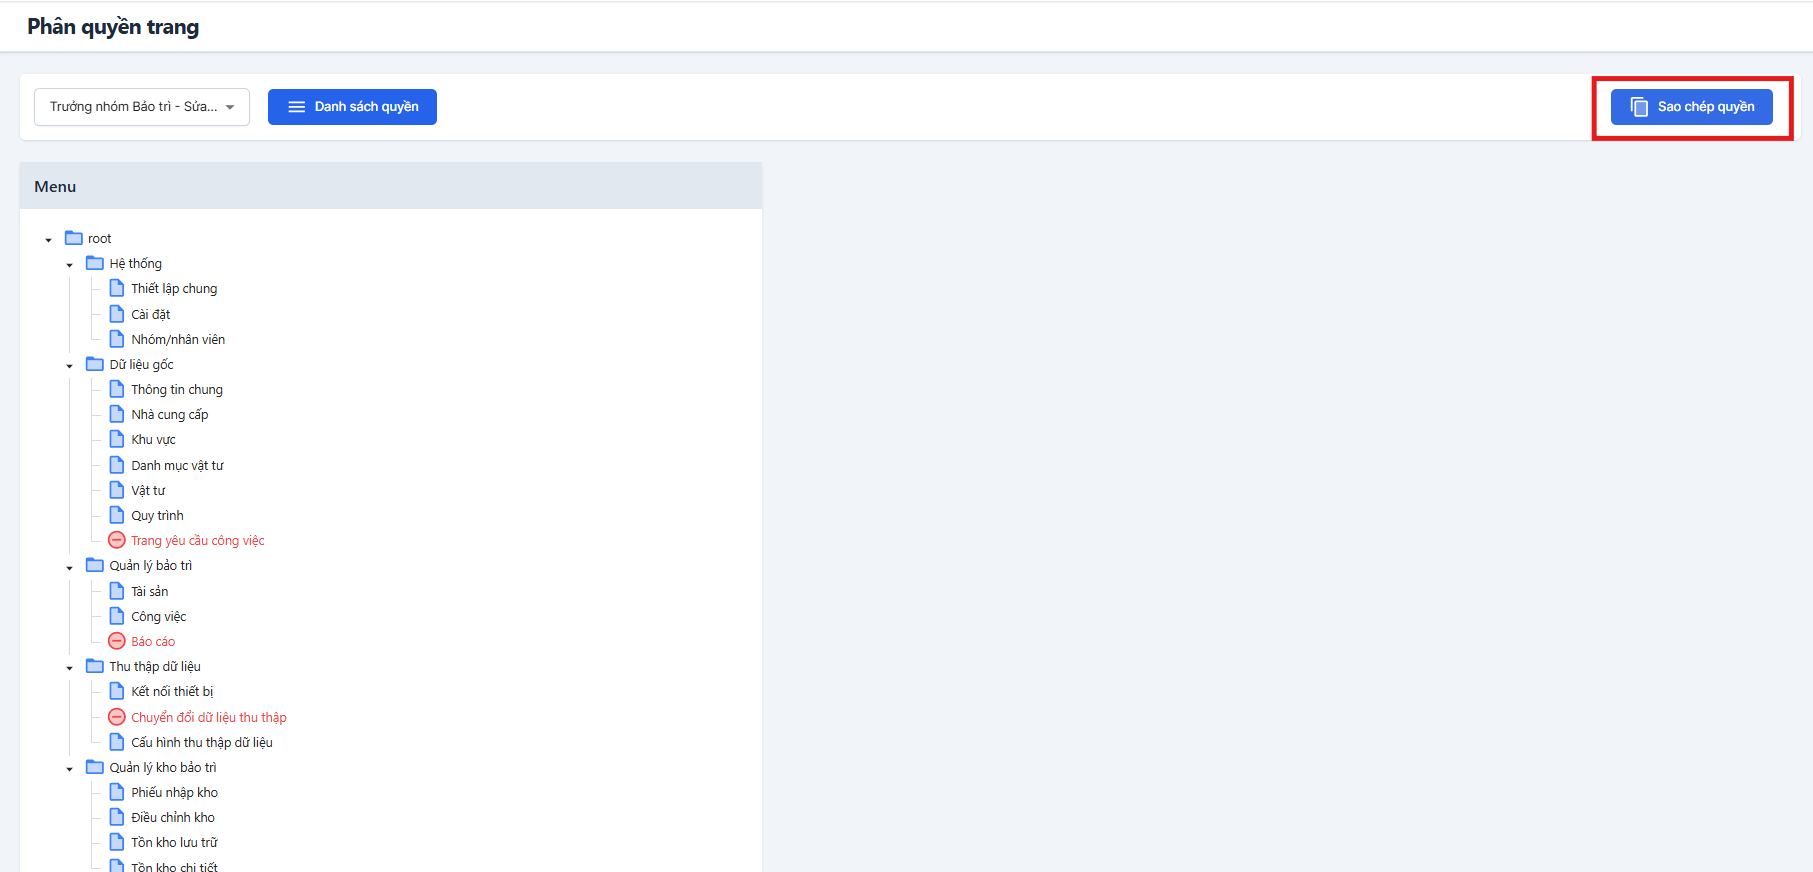 Phân quyền trang
Trưởng nhóm Bảo trì - Sửa...
Danh sách quyền
Sao chép quyền
Menu
root
Hệ thống
Thiết lập chung
Cài đặt
Nhóm/nhân viên
Dữ liệu gốc
Thông tin chung
Nhà cung cấp
Khu vực
Danh mục vật tư
Vật tư
Quy trình
Trang yêu cầu công việc
Quản lý bảo trì
Tài sản
Công việc
Báo cáo
Thu thập dữ liệu
Kết nối thiết bị
Chuyển đổi dữ liệu thu thập
Cấu hình thu thập dữ liệu
Quản lý kho bảo trì
Phiếu nhập kho
Điều chỉnh kho
Tồn kho lưu trữ
Tồn kho chi tiết